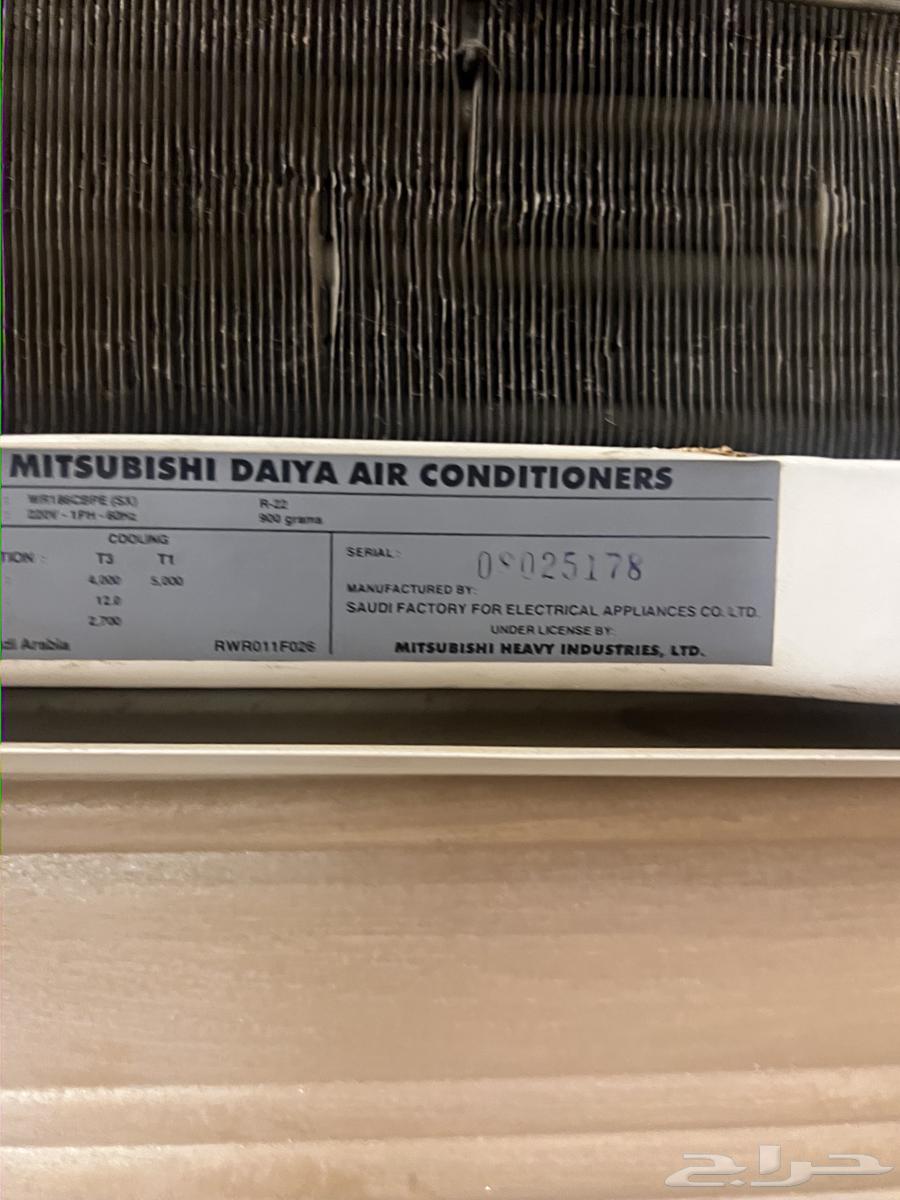 MITSUBISHI DAIYA AIR CONDITIONERS
: WR186CBPE (SX) R-22
: 220V - 1PH - 60Hz 900 grams
COOLING
TION : T3 T1
: 4,000 5,000
: 12.0
: 2,700
di Arabia RWR011F026
SERIAL: 025178
MANUFACTURED BY:
SAUDI FACTORY FOR ELECTRICAL APPLIANCES CO. LTD.
UNDER LICENSE BY:
MITSUBISHI HEAVY INDUSTRIES, LTD.
حراج